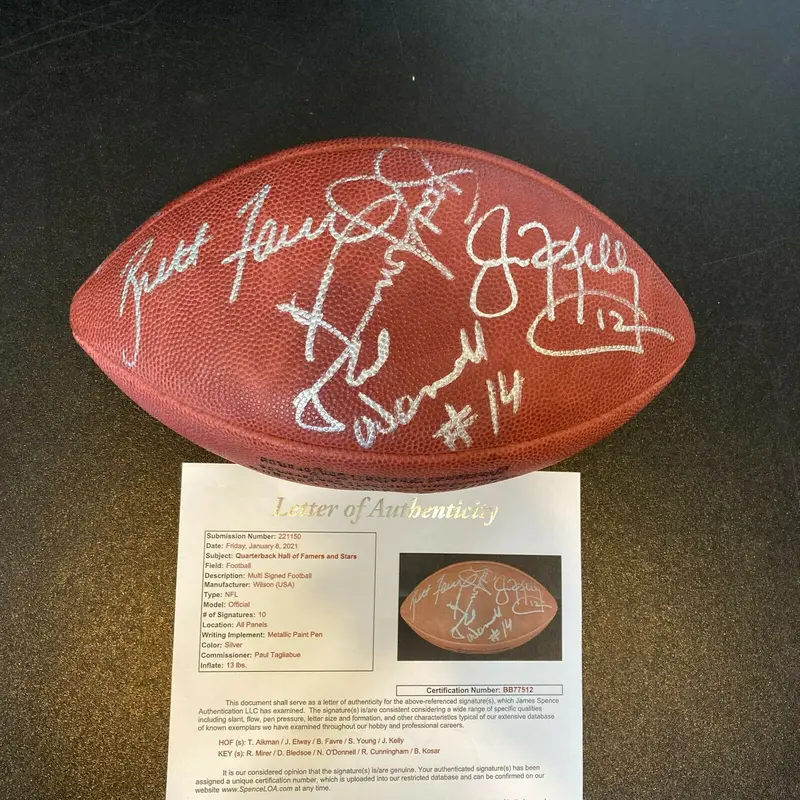 Brett Favre
Jim Kelly
12
Neil
O'Donnell
#14
Letter of Authenticity
Submission Number: 221150
Date: Friday, January 8, 2021
Subject: Quarterback Hall of Famers and Stars
Field: Football
Description: Multi Signed Football
Manufacturer: Wilson (USA)
Type: NFL
Model: Official
# of Signatures: 10
Location: All Panels
Writing Implement: Metallic Paint Pen
Color: Silver
Commissioner: Paul Tagliabue
Inflate: 13 lbs.
Certification Number: BB77512
This document shall serve as a letter of authenticity for the above-referenced signature(s), which James Spence
Authentication LLC has examined. The signature(s) is/are consistent considering a wide range of specific qualities
including slant, flow, pen pressure, letter size and formation, and other characteristics typical of our extensive database
of known exemplars we have examined throughout our hobby and professional careers.
HOF (s): T. Aikman / J. Elway / B. Favre / S. Young / J. Kelly
KEY (s): R. Mirer / D. Bledsoe / N. O'Donnell / R. Cunningham / B. Kosar
It is our considered opinion that the signature(s) is/are genuine. Your authenticated signature(s) has been
assigned a unique certification number, which is uploaded into our restricted database and can be confirmed on our
website www.SpenceLOA.com at any time.